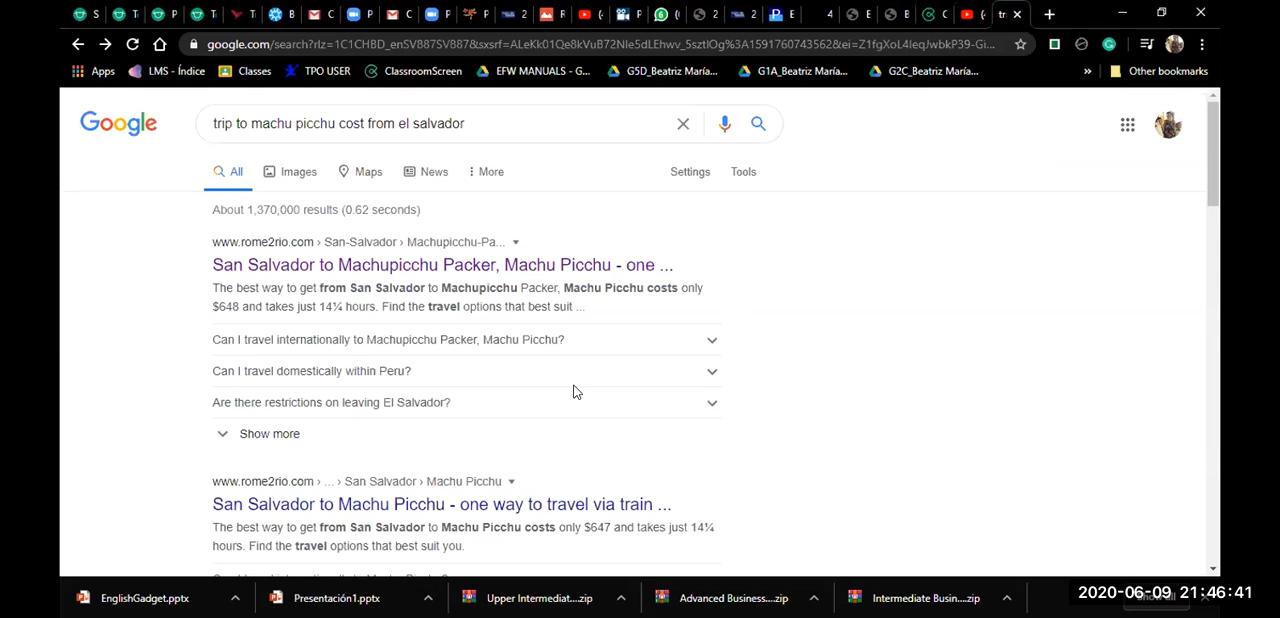 S T P T T B C P C P P 2 R ( P ( 2 2 E 4 E B C ( tr
google.com/search?rlz=1C1CHBD_enSV887SV887&sxsrf=ALeKk01Qe8kVuB72Nle5dLEhwv_5sztlOg%3A1591760743562&ei=Z1fgXoL4IeqJwbkP39-Gi...
Apps LMS - Índice Classes TPO USER ClassroomScreen EFW MANUALS - G... G5D_Beatriz María... G1A_Beatriz María... G2C_Beatriz María... » Other bookmarks
Google trip to machu picchu cost from el salvador
All Images Maps News More Settings Tools
About 1,370,000 results (0.62 seconds)
www.rome2rio.com › San-Salvador › Machupicchu-Pa...
San Salvador to Machupicchu Packer, Machu Picchu - one ...
The best way to get from San Salvador to Machupicchu Packer, Machu Picchu costs only
$648 and takes just 14¼ hours. Find the travel options that best suit ...
Can I travel internationally to Machupicchu Packer, Machu Picchu?
Can I travel domestically within Peru?
Are there restrictions on leaving El Salvador?
Show more
www.rome2rio.com › ... › San Salvador › Machu Picchu
San Salvador to Machu Picchu - one way to travel via train ...
The best way to get from San Salvador to Machu Picchu costs only $647 and takes just 14¼
hours. Find the travel options that best suit you.
EnglishGadget.pptx Presentación1.pptx Upper Intermediat....zip Advanced Business....zip Intermediate Busin....zip
2020-06-09 21:46:41